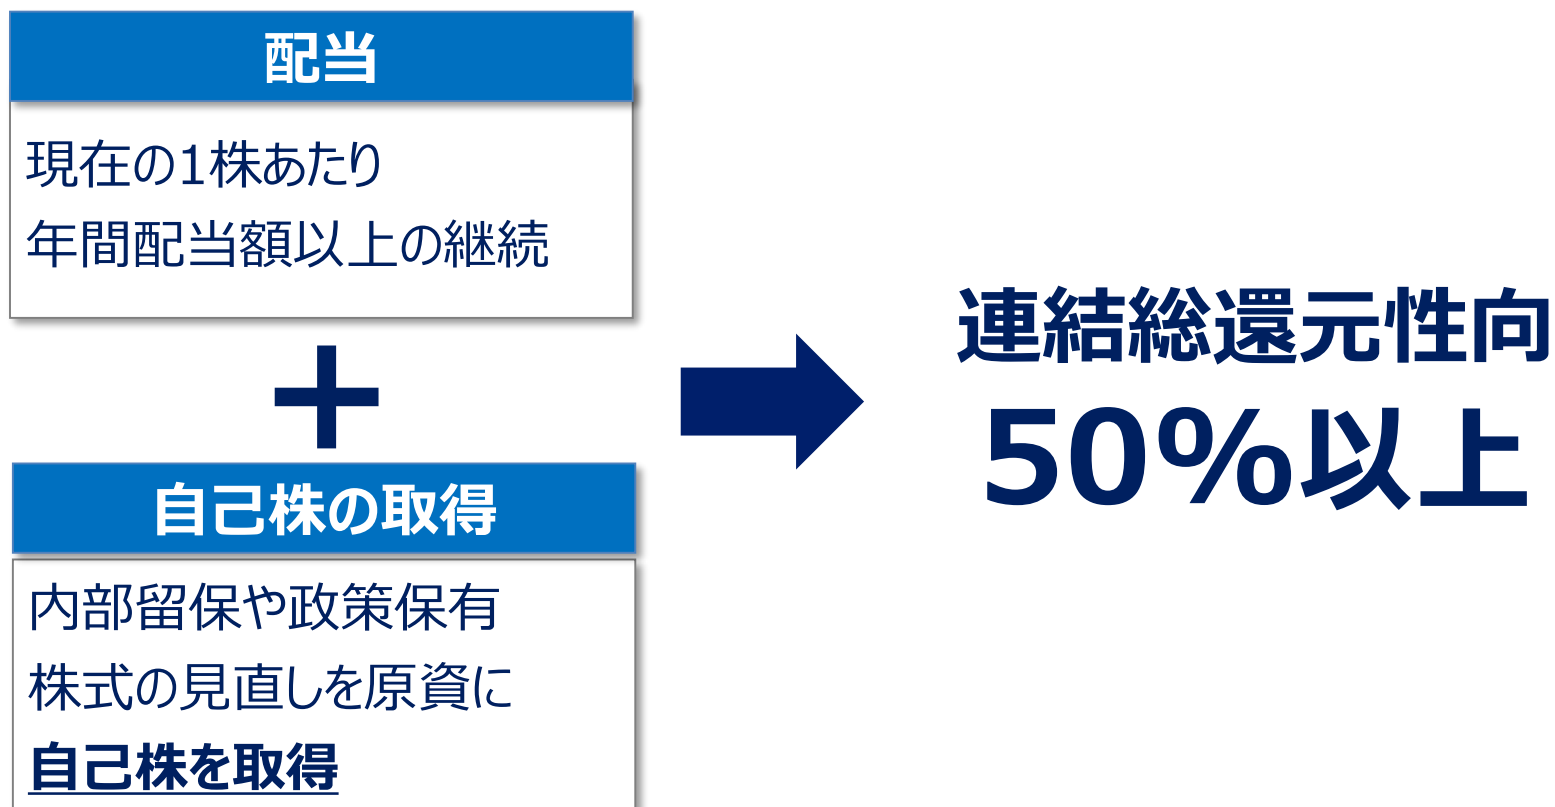 配当
現在の1株あたり
年間配当額以上の継続
+
自己株の取得
内部留保や政策保有
株式の見直しを原資に
自己株を取得
連結総還元性向
50%以上